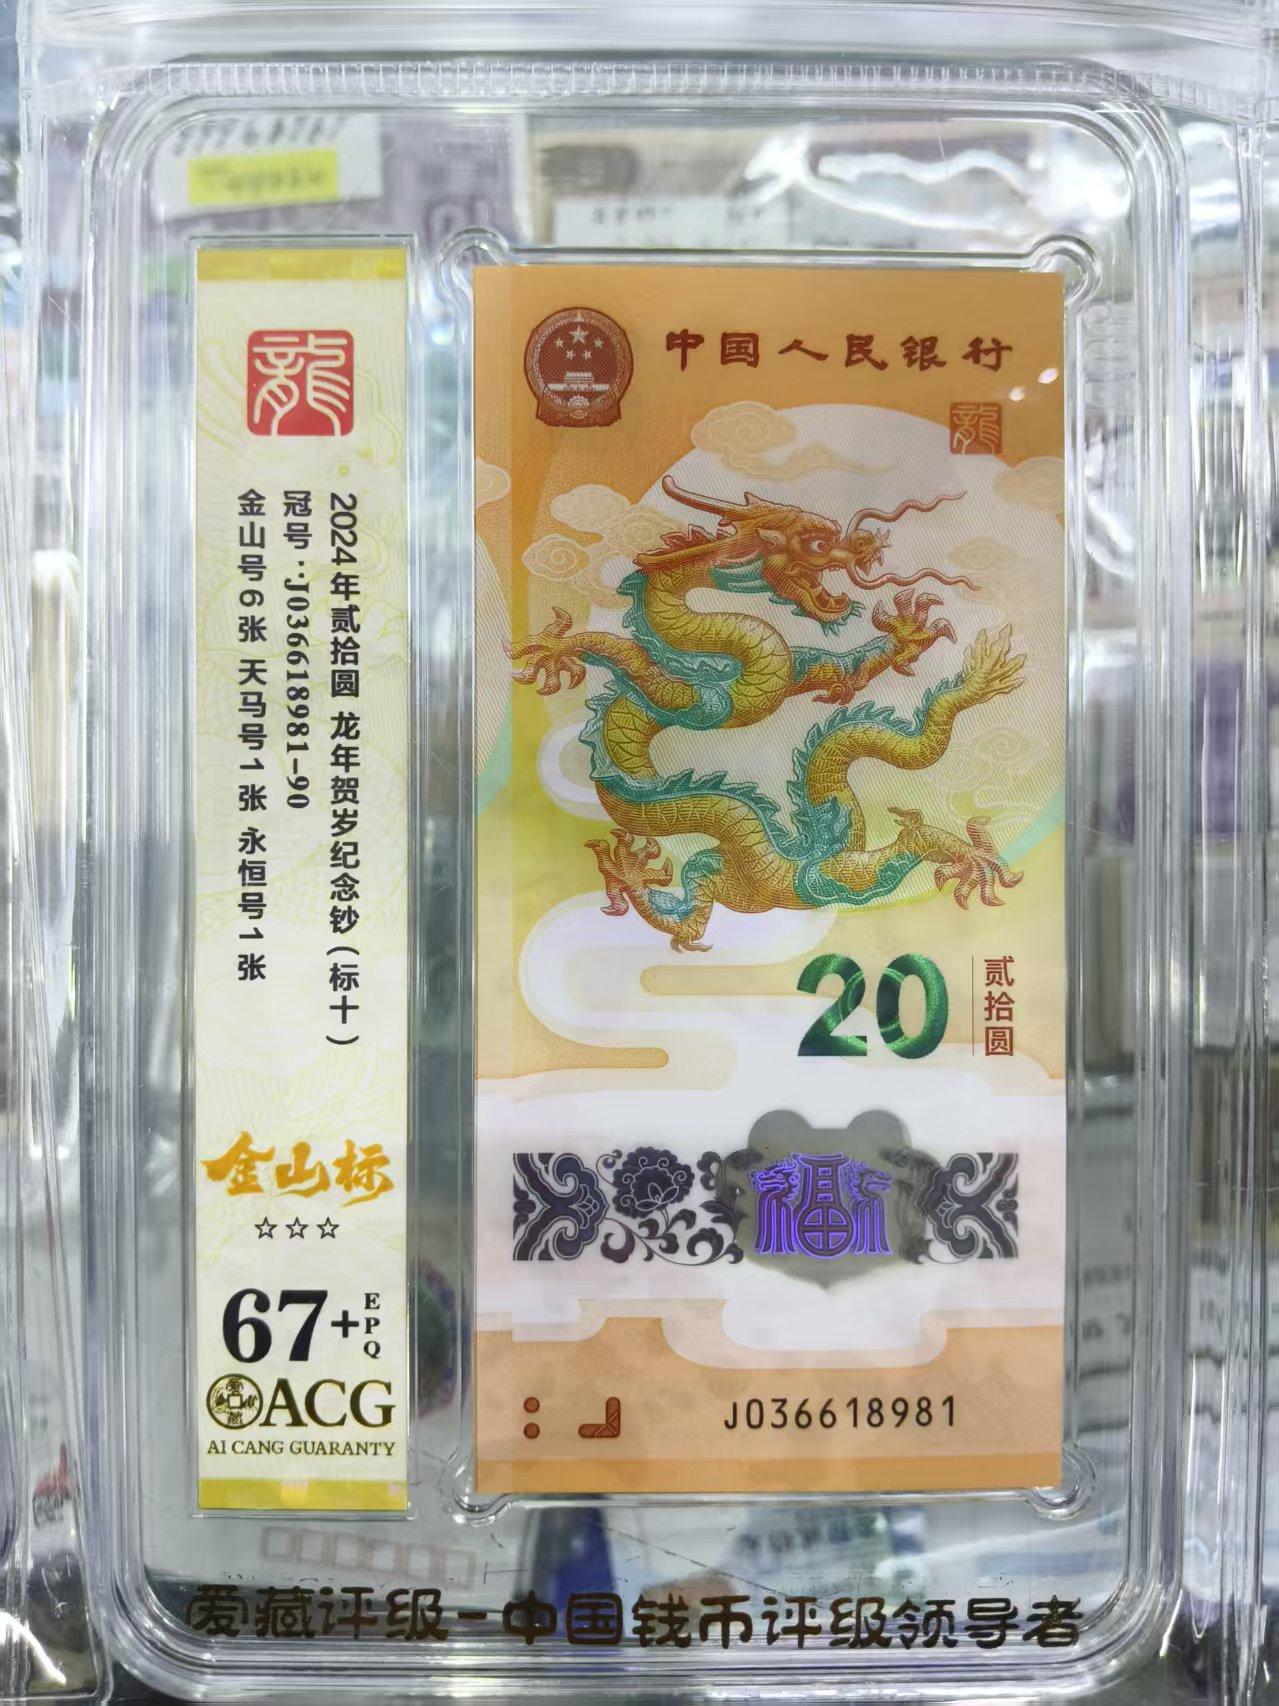 龍
2024年贰拾圆 龙年贺岁纪念钞(标十)
冠号:J036618981-90
金山号6张 天马号1张 永恒号1张
金山标
☆☆☆
67+
EPQ
ACG
AI CANG GUARANTY
中国人民银行
龍
20
贰拾圆
福
J036618981
爱藏评级-中国钱币评级领导者